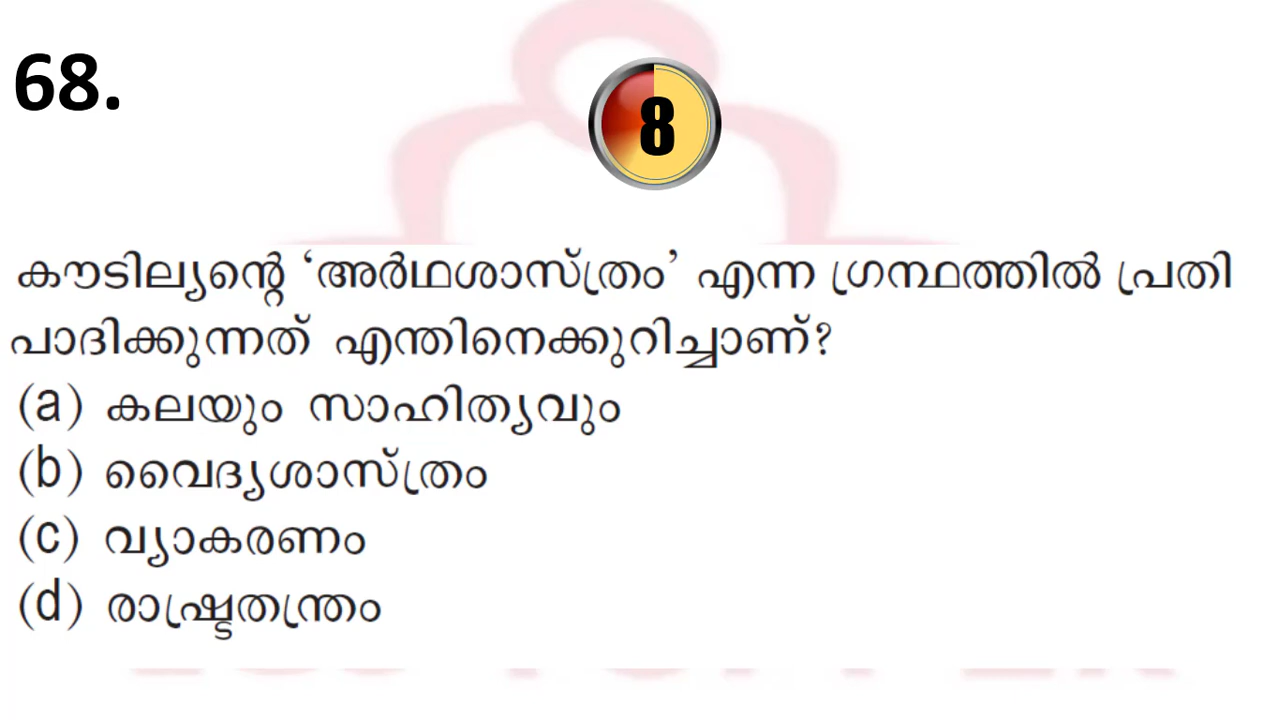 68.
8
കൗടില്യന്റെ ‘അർഥശാസ്ത്രം’ എന്ന ഗ്രന്ഥത്തിൽ പ്രതി
പാദിക്കുന്നത് എന്തിനെക്കുറിച്ചാണ്?
(a) കലയും സാഹിത്യവും
(b) വൈദ്യശാസ്ത്രം
(c) വ്യാകരണം
(d) രാഷ്ട്രതന്ത്രം